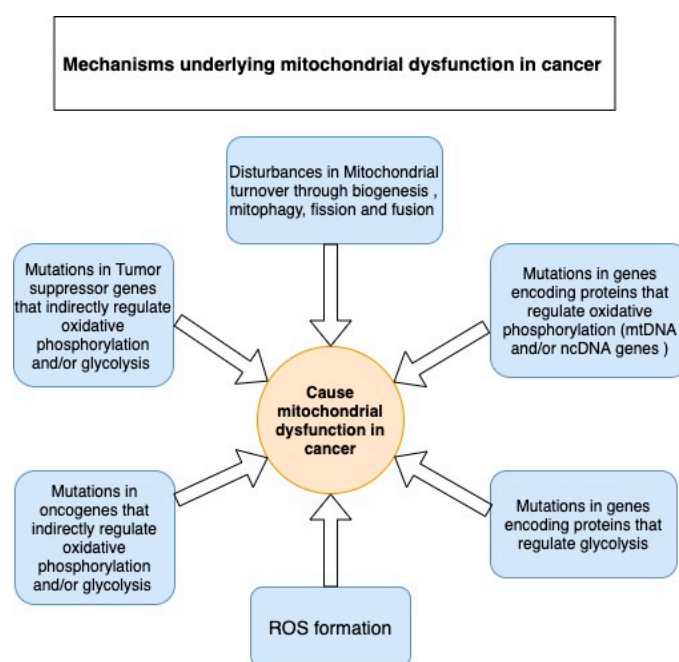 Mechanisms underlying mitochondrial dysfunction in cancer
Disturbances in Mitochondrial
turnover through biogenesis ,
mitophagy, fission and fusion
Mutations in Tumor
suppressor genes
that indirectly regulate
oxidative
phosphorylation
and/or glycolysis
Mutations in genes
encoding proteins that
regulate oxidative
phosphorylation (mtDNA
and/or ncDNA genes )
Cause
mitochondrial
dysfunction in
cancer
Mutations in
oncogenes that
indirectly regulate
oxidative
phosphorylation
and/or glycolysis
Mutations in genes
encoding proteins that
regulate glycolysis
ROS formation